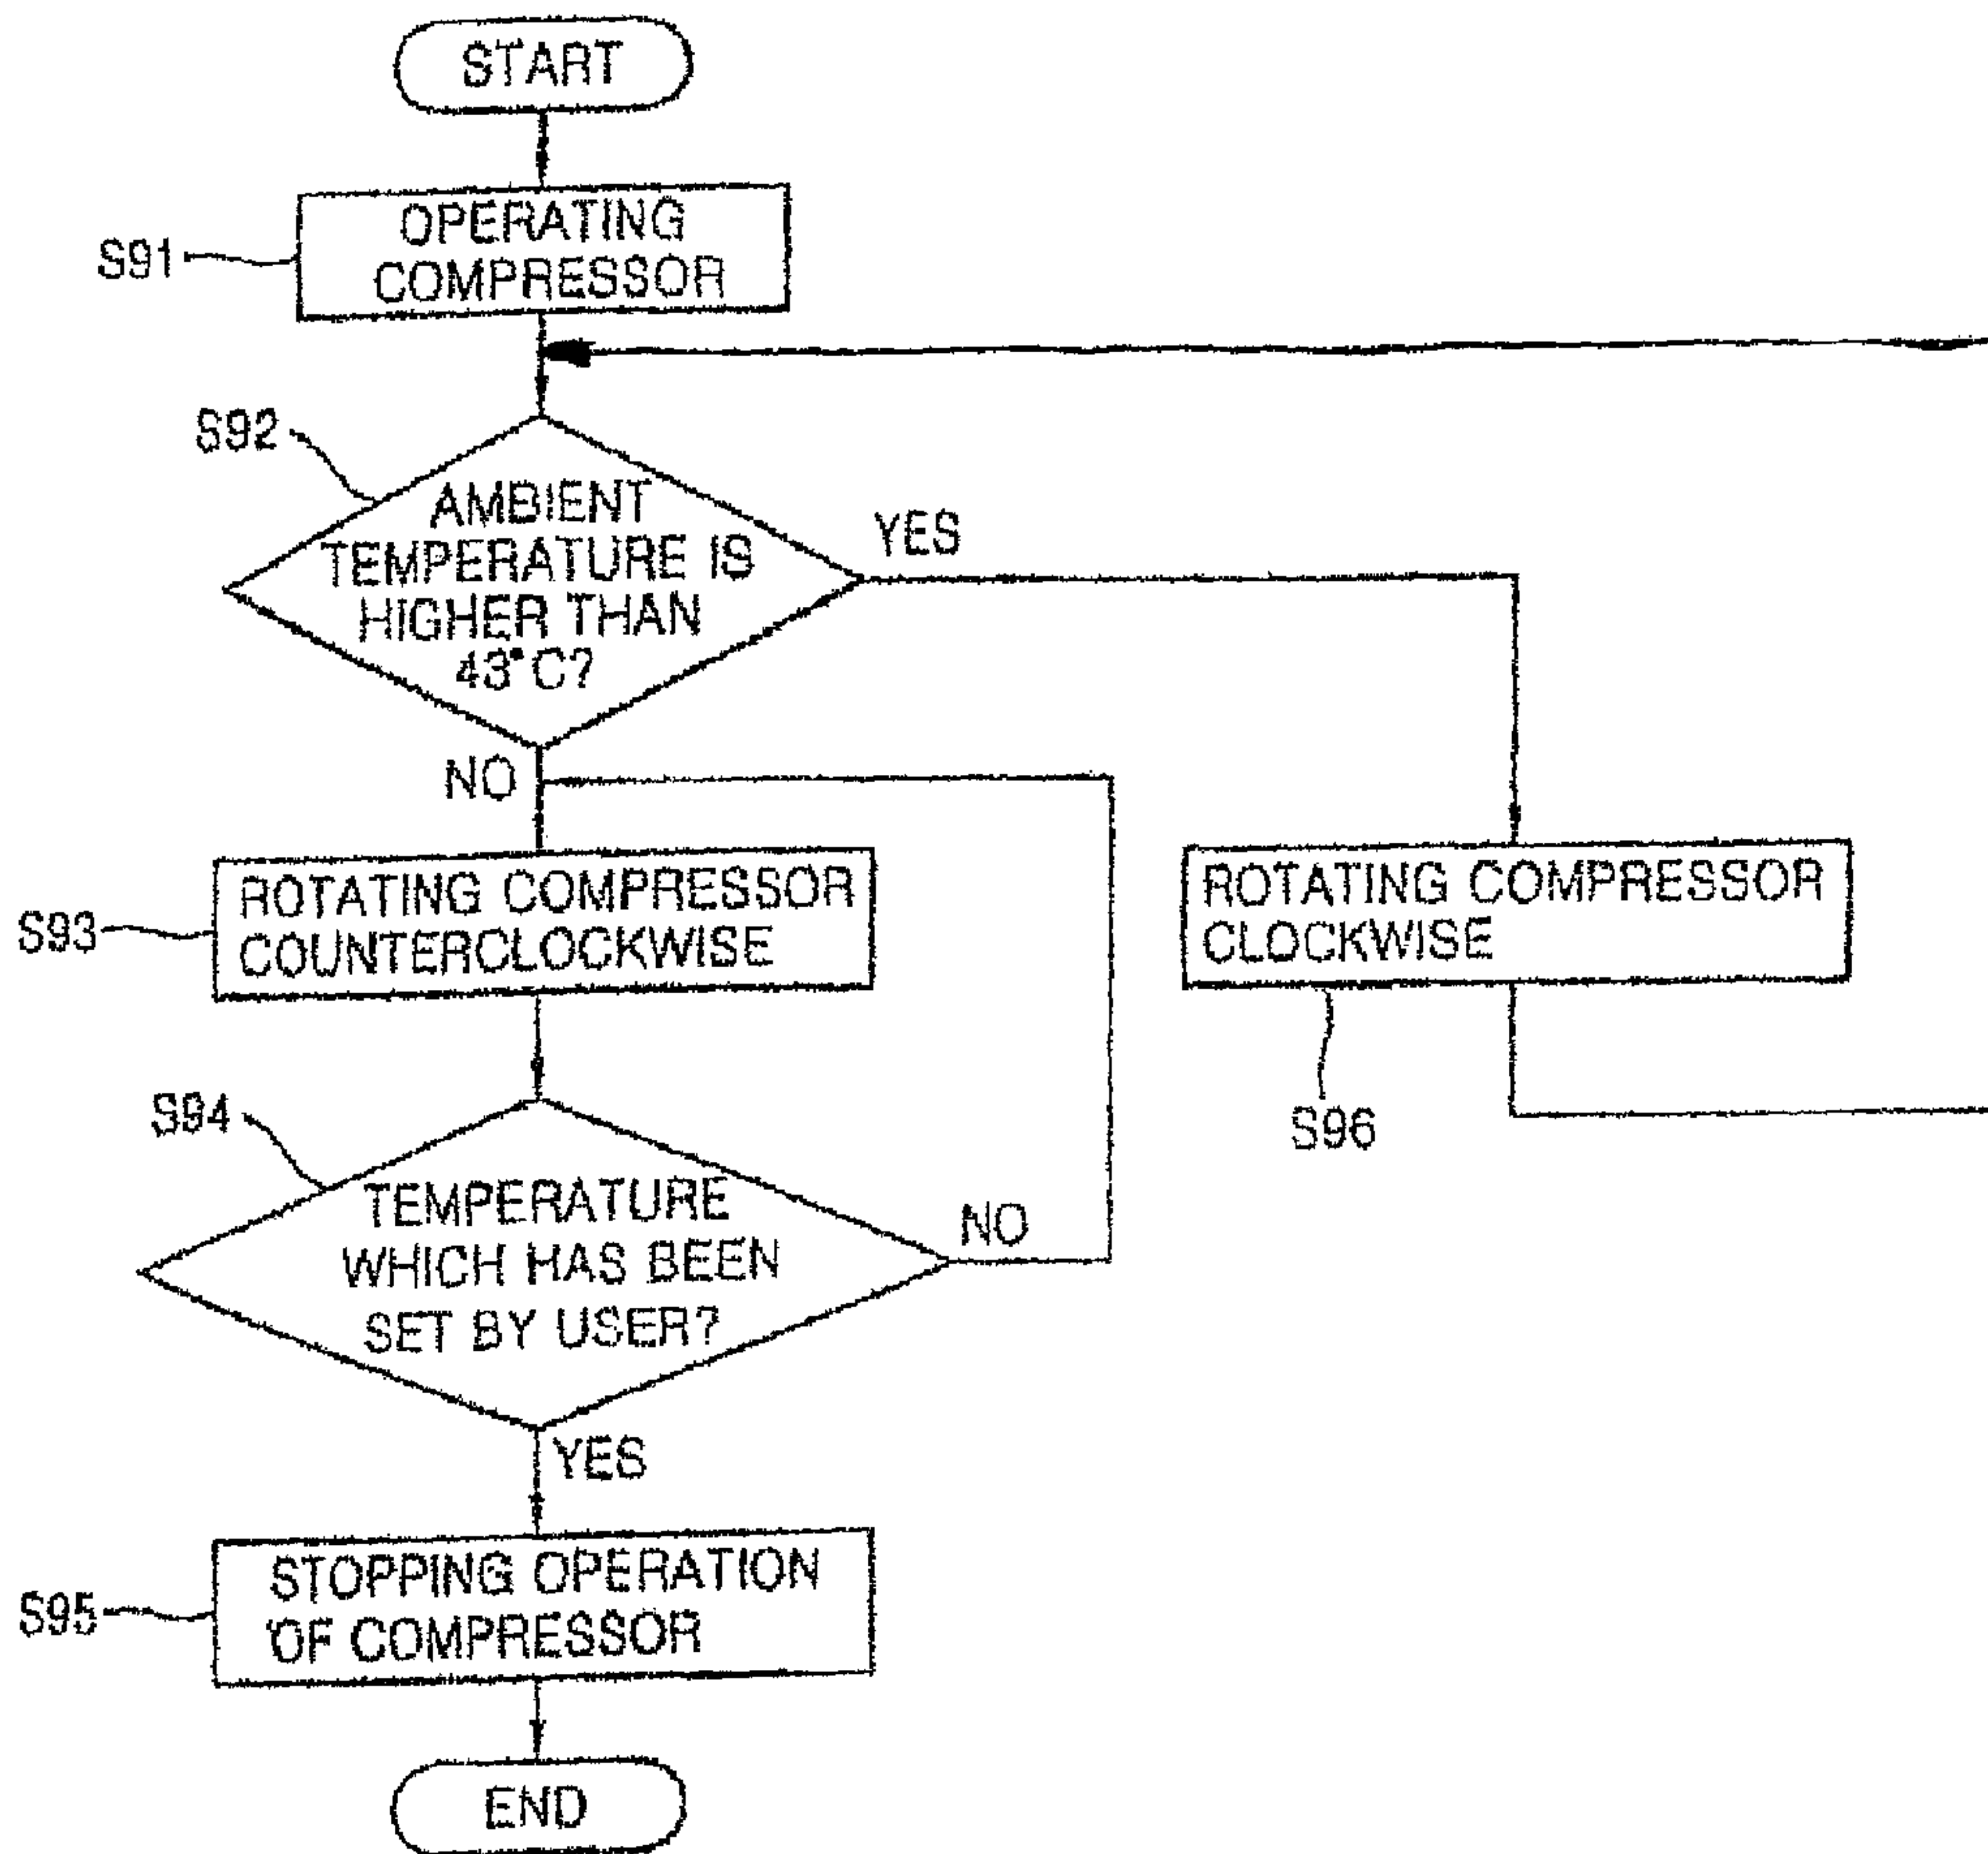 START
S91
OPERATING
COMPRESSOR
S92
AMBIENT
TEMPERATURE IS
HIGHER THAN
43°C?
YES
NO
S93
ROTATING COMPRESSOR
COUNTERCLOCKWISE
ROTATING COMPRESSOR
CLOCKWISE
S96
S94
TEMPERATURE
WHICH HAS BEEN
SET BY USER?
NO
YES
S95
STOPPING OPERATION
OF COMPRESSOR
END